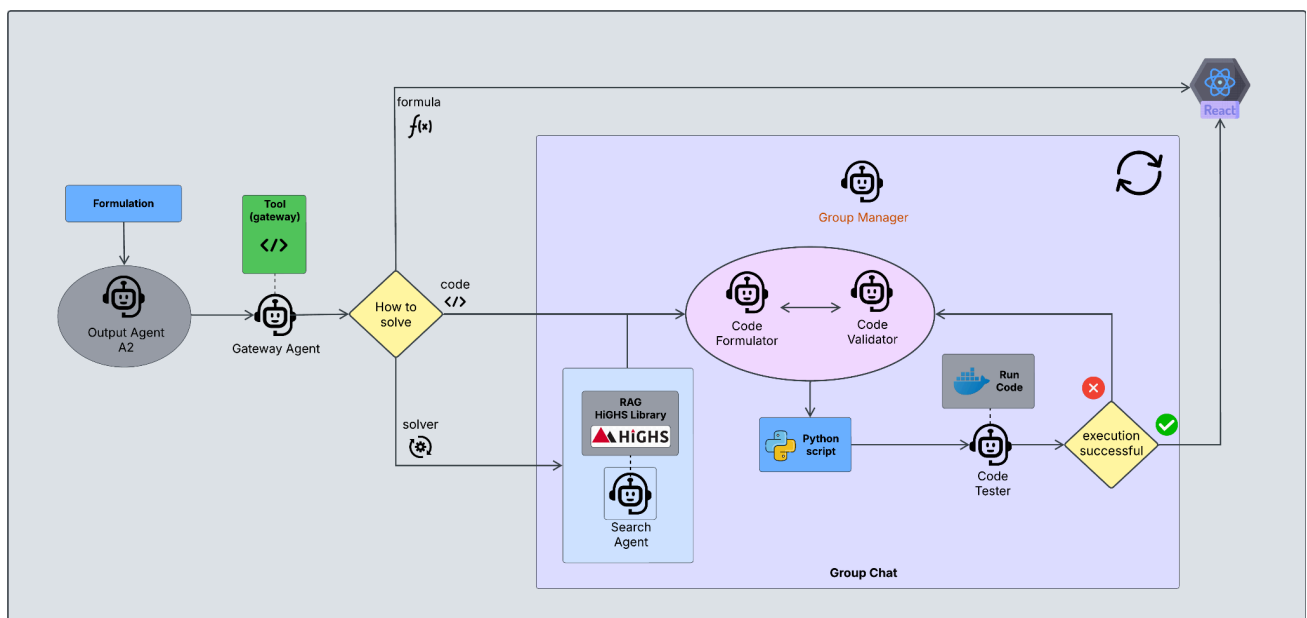 formula
f(x)
React
Formulation
Tool
(gateway)
</>
Group Manager
Output Agent
A2
Gateway Agent
How to
solve
code
</>
Code
Formulator
Code
Validator
Run
Code
RAG
HiGHS Library
HiGHS
solver
Python
script
execution
successful
Code
Tester
Search
Agent
Group Chat